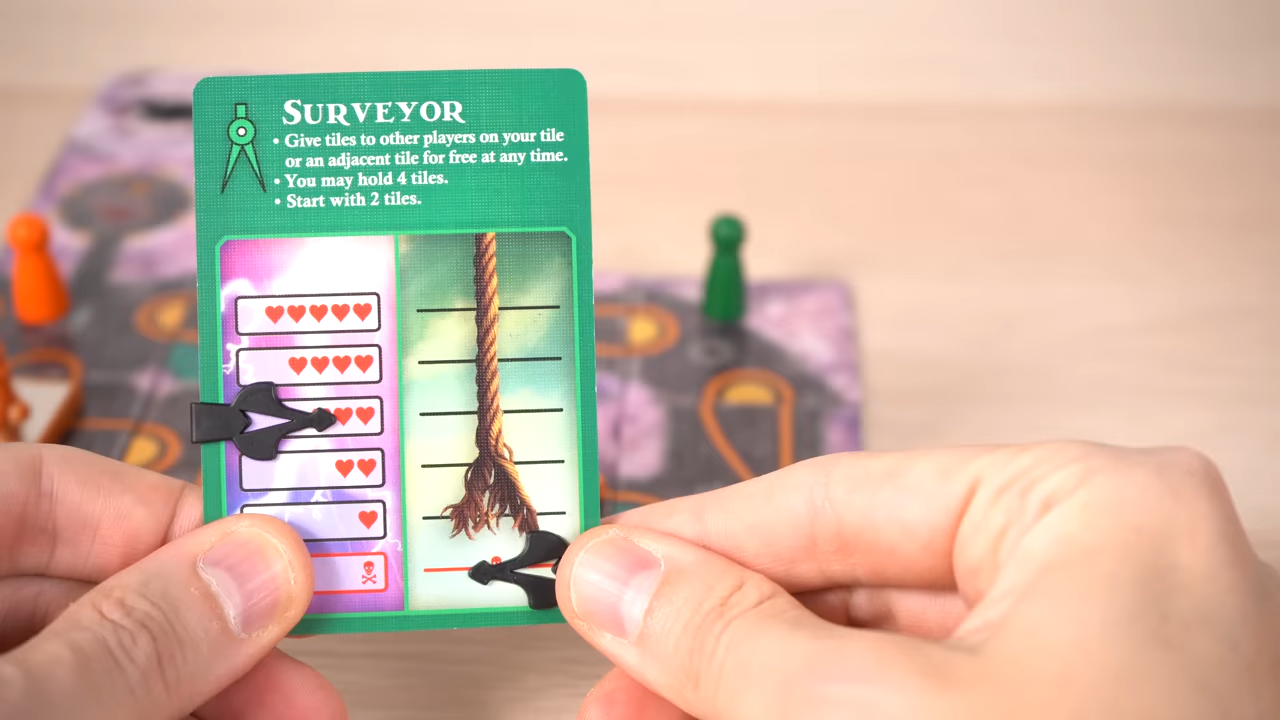 SURVEYOR
• Give tiles to other players on your tile
or an adjacent tile for free at any time.
• You may hold 4 tiles.
• Start with 2 tiles.